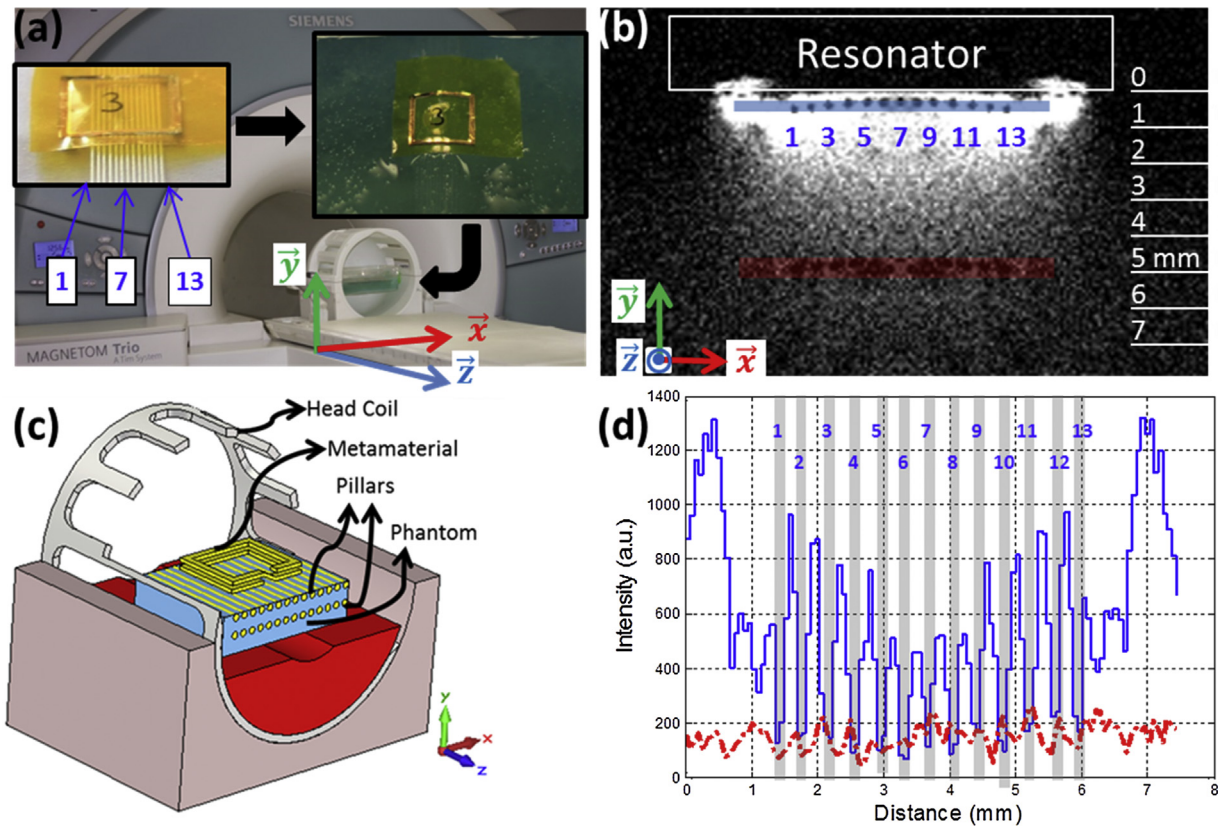 (a)
SIEMENS
3
3
1 7 13
y
x
z
MAGNETOM Trio
A Tim System
(b)
Resonator
0
1
2
3
4
5 mm
6
7
1 3 5 7 9 11 13
y
z x
(c)
Head Coil
Metamaterial
Pillars
Phantom
Y
X
Z
(d)
1400
1200
1000
800
600
400
200
0
Intensity (a.u.)
1 3 5 7 9 11 13
2 4 6 8 10 12
0 1 2 3 4 5 6 7 8
Distance (mm)